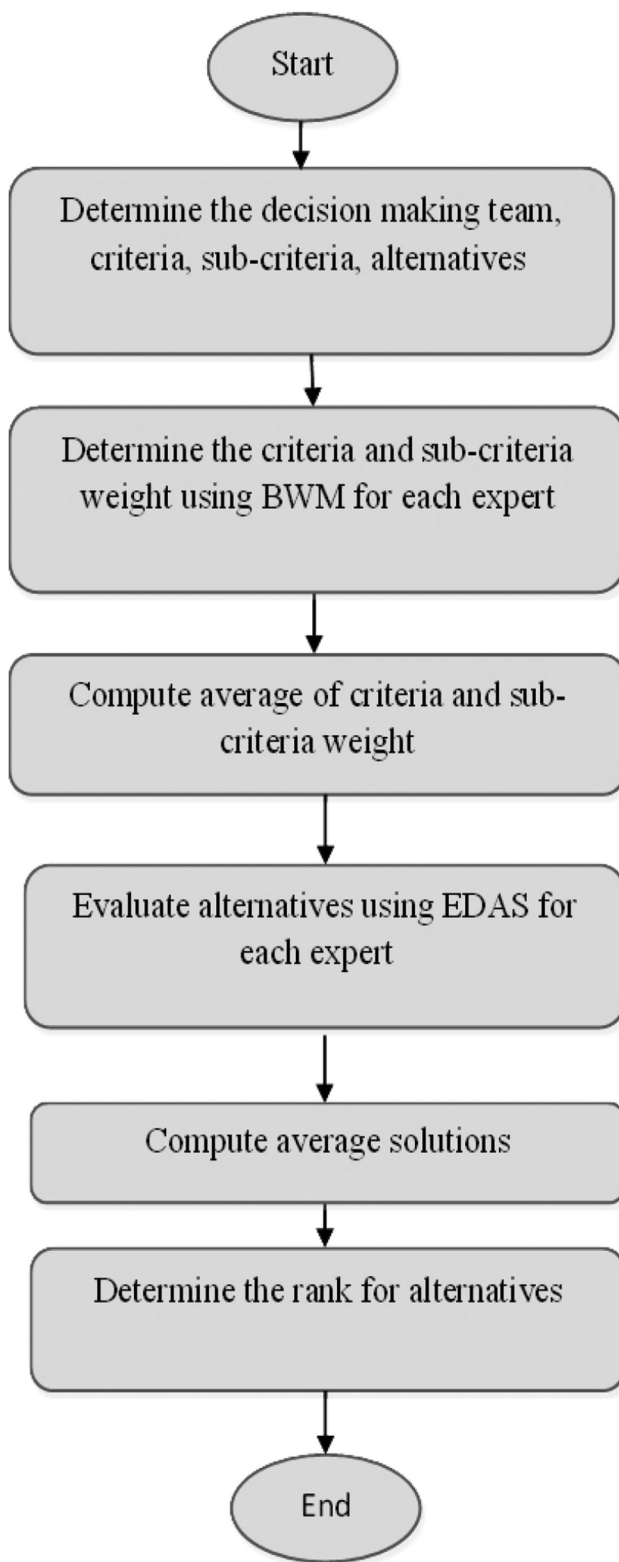 Start
Determine the decision making team,
criteria, sub-criteria, alternatives
Determine the criteria and sub-criteria
weight using BWM for each expert
Compute average of criteria and sub-
criteria weight
Evaluate alternatives using EDAS for
each expert
Compute average solutions
Determine the rank for alternatives
End